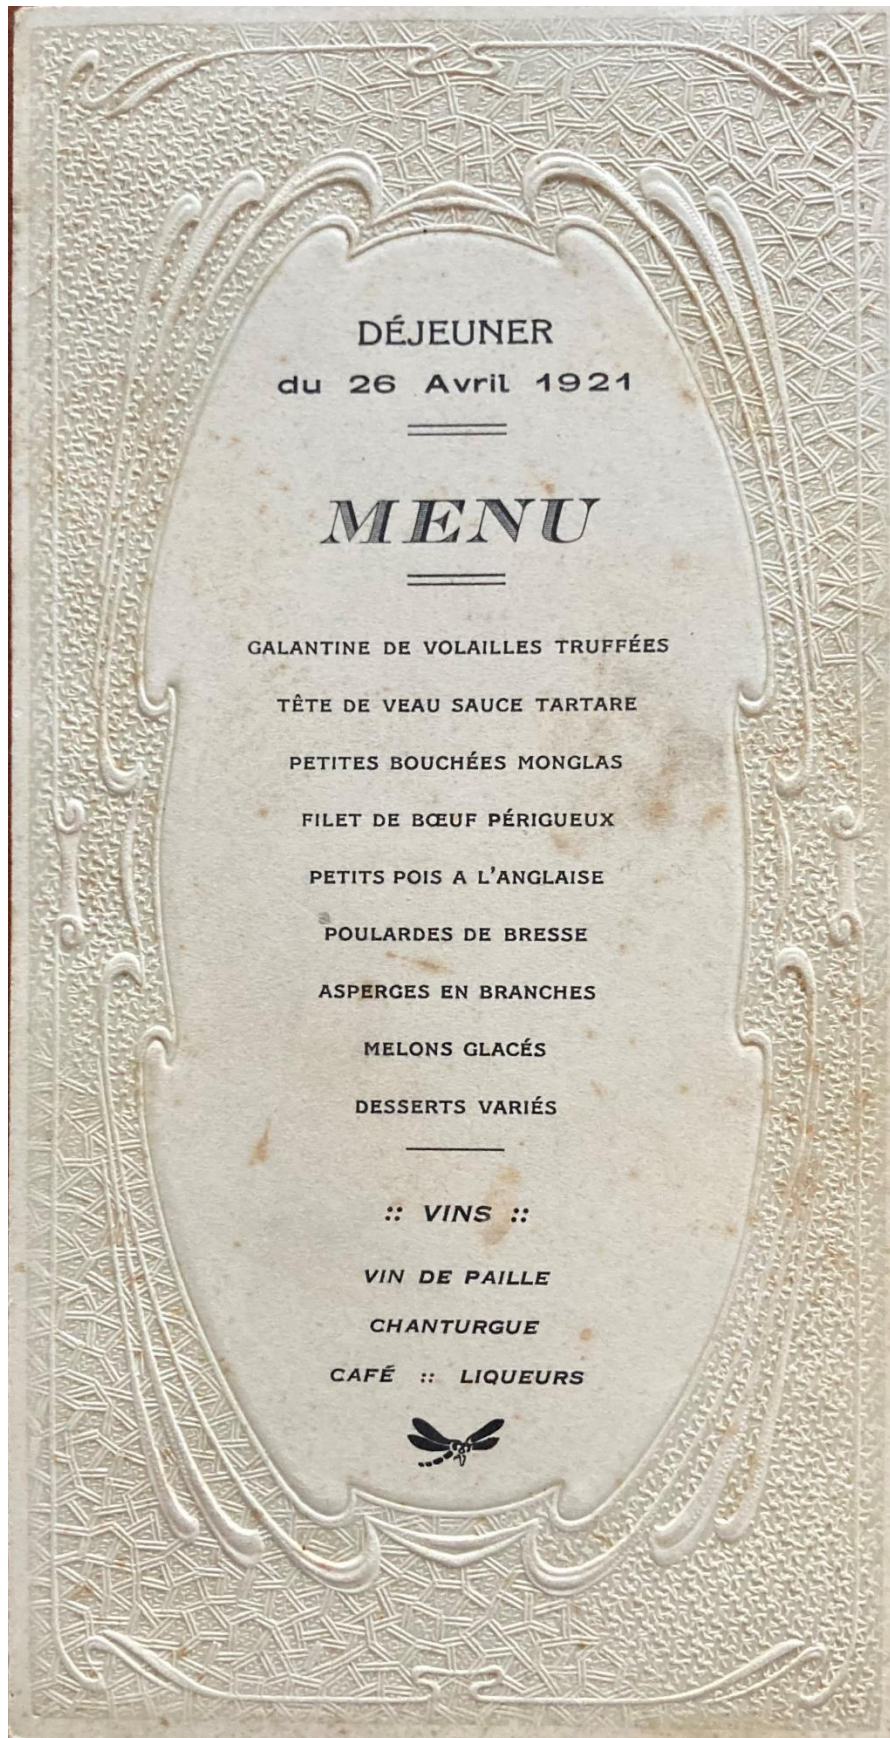 DÉJEUNER
du 26 Avril 1921
MENU
GALANTINE DE VOLAILLES TRUFFÉES
TÊTE DE VEAU SAUCE TARTARE
PETITES BOUCHÉES MONGLAS
FILET DE BŒUF PÉRIGUEUX
PETITS POIS A L'ANGLAISE
POULARDES DE BRESSE
ASPERGES EN BRANCHES
MELONS GLACÉS
DESSERTS VARIÉS
:: VINS ::
VIN DE PAILLE
CHANTURGUE
CAFÉ :: LIQUEURS